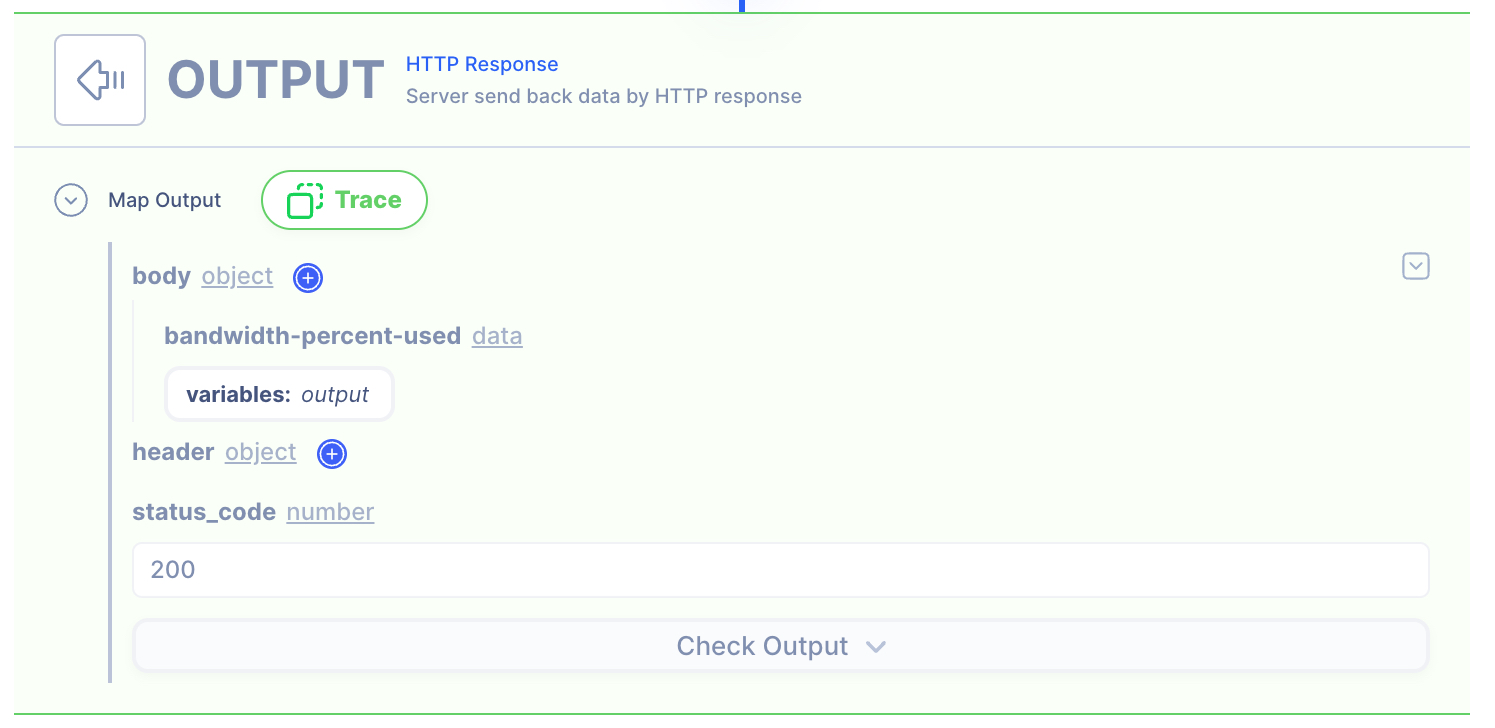 OUTPUT
HTTP Response
Server send back data by HTTP response
Map Output
Trace
body object
bandwidth-percent-used data
variables: output
header object
status_code number
200
Check Output